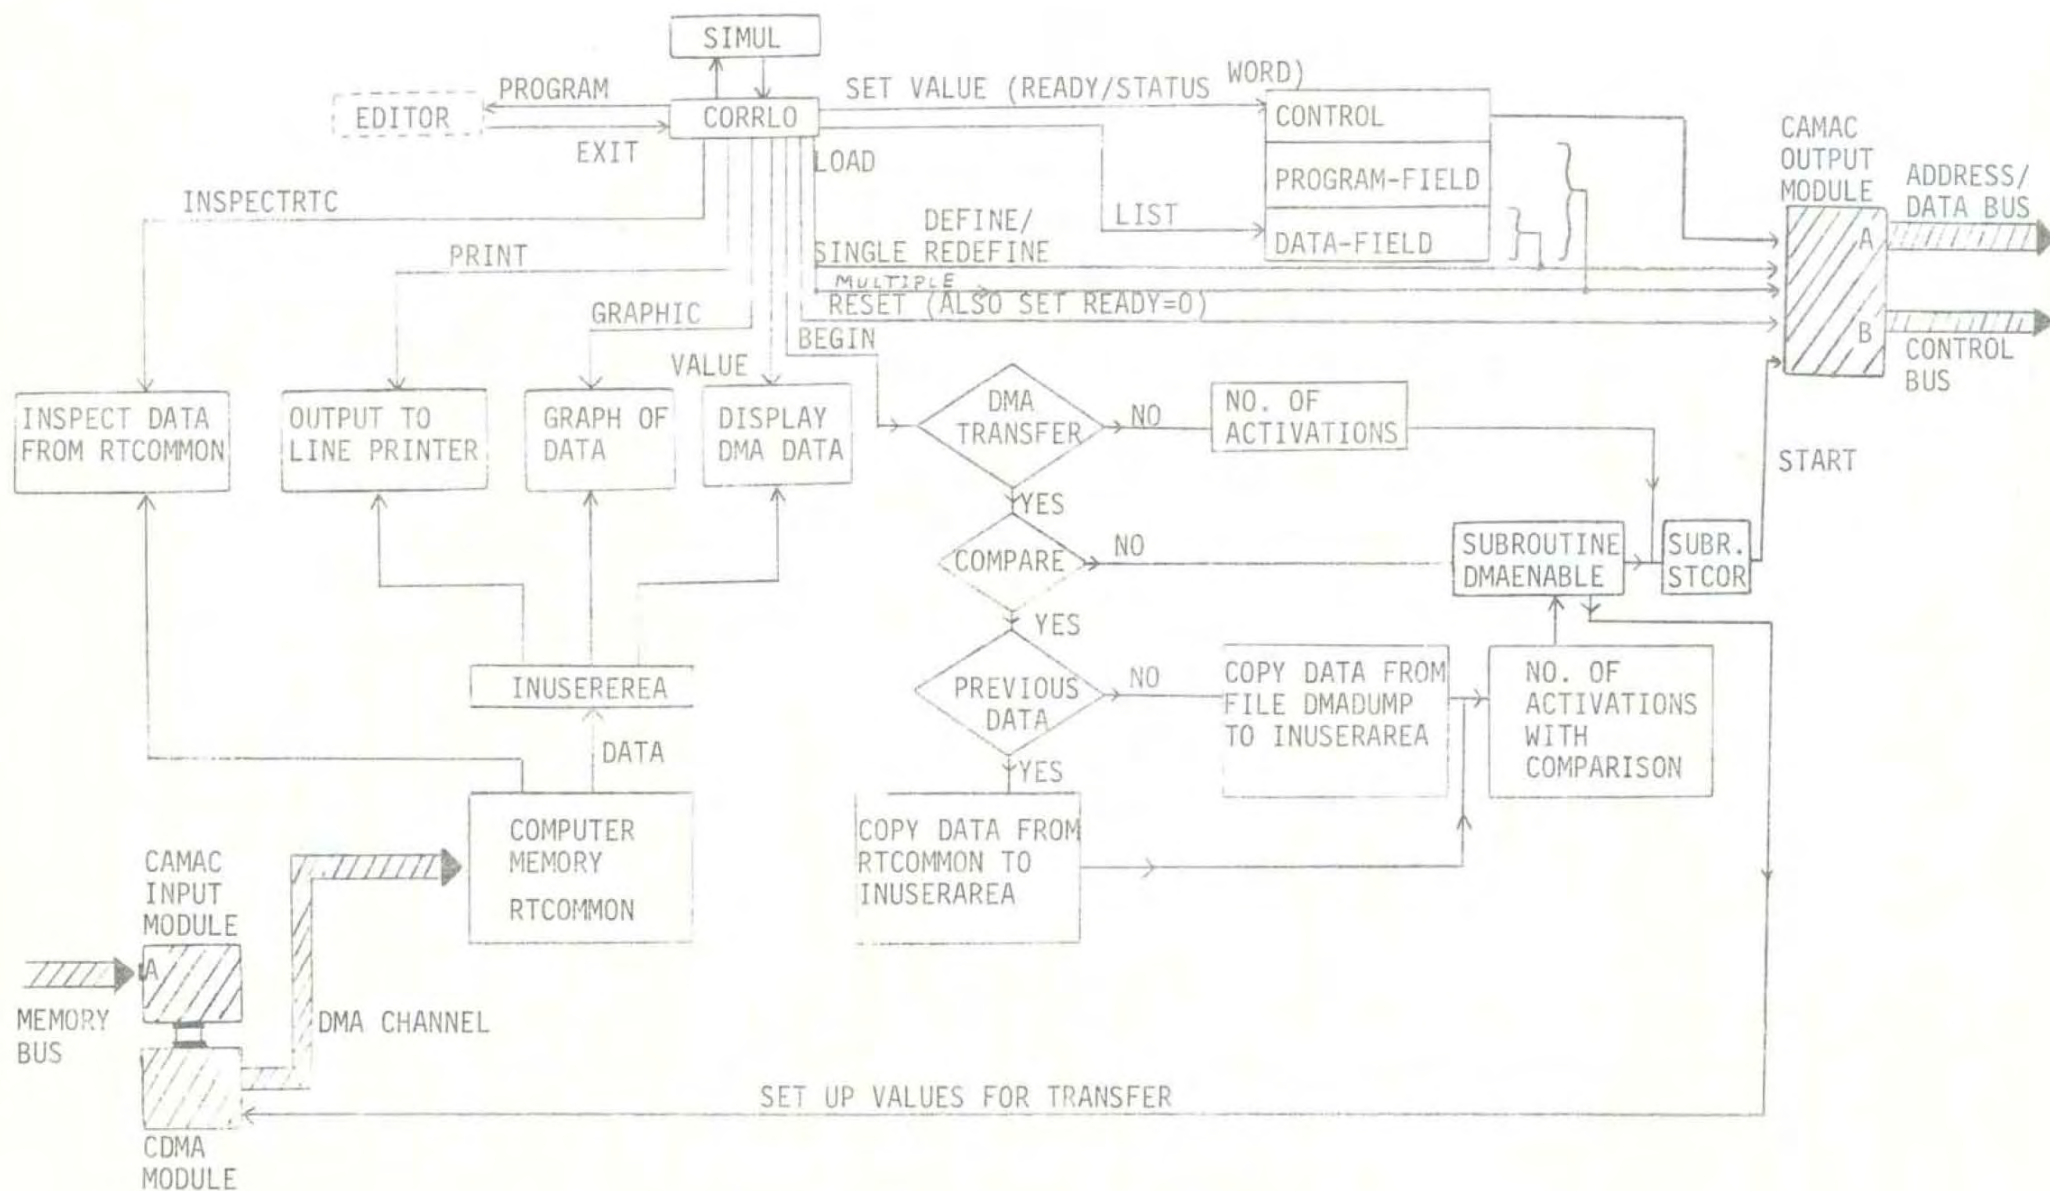 SIMUL
PROGRAM
EDITOR
CORRLO
EXIT
SET VALUE (READY/STATUS WORD)
CONTROL
PROGRAM-FIELD
DATA-FIELD
LOAD
LIST
DEFINE/
SINGLE REDEFINE
MULTIPLE
RESET (ALSO SET READY=0)
BEGIN
INSPECTRTC
PRINT
GRAPHIC
VALUE
CAMAC
OUTPUT
MODULE
A
B
ADDRESS/
DATA BUS
CONTROL
BUS
START
INSPECT DATA
FROM RTCOMMON
OUTPUT TO
LINE PRINTER
GRAPH OF
DATA
DISPLAY
DMA DATA
DMA
TRANSFER
NO
NO. OF
ACTIVATIONS
YES
COMPARE
NO
SUBROUTINE
DMAENABLE
SUBR.
STCOR
YES
PREVIOUS
DATA
NO
COPY DATA FROM
FILE DMADUMP
TO INUSERAREA
NO. OF
ACTIVATIONS
WITH
COMPARISON
YES
COPY DATA FROM
RTCOMMON TO
INUSERAREA
INUSEREREA
DATA
COMPUTER
MEMORY
RTCOMMON
CAMAC
INPUT
MODULE
A
MEMORY
BUS
DMA CHANNEL
CDMA
MODULE
SET UP VALUES FOR TRANSFER